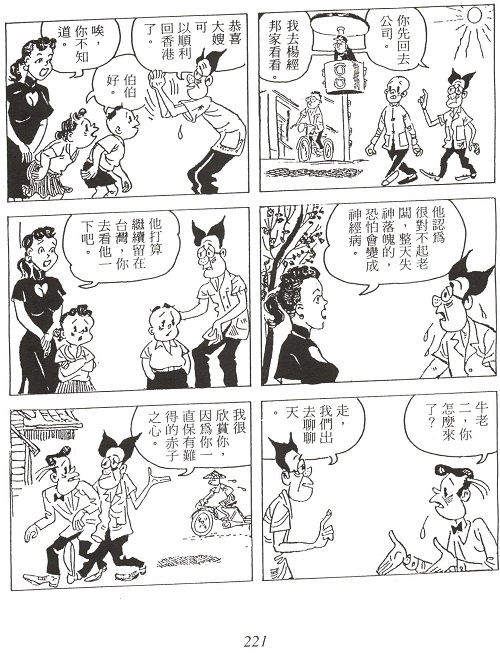 你先回去
公司。
我去楊經
邦家看看。
恭喜
大嫂可
以順利
回香港
了。
伯伯
好。
唉，
你不知
道。
他認爲
很對不起老
闆，整天失
神落魄的，
恐怕會變成
神經病。
他打算
繼續留在
台灣，你
去看他一
下吧。
牛老
二，你
怎麼來
了？
走，
我們出
去聊聊
天。
我很
欣賞你，
因爲你一
直保有難
得的赤子
之心。
221